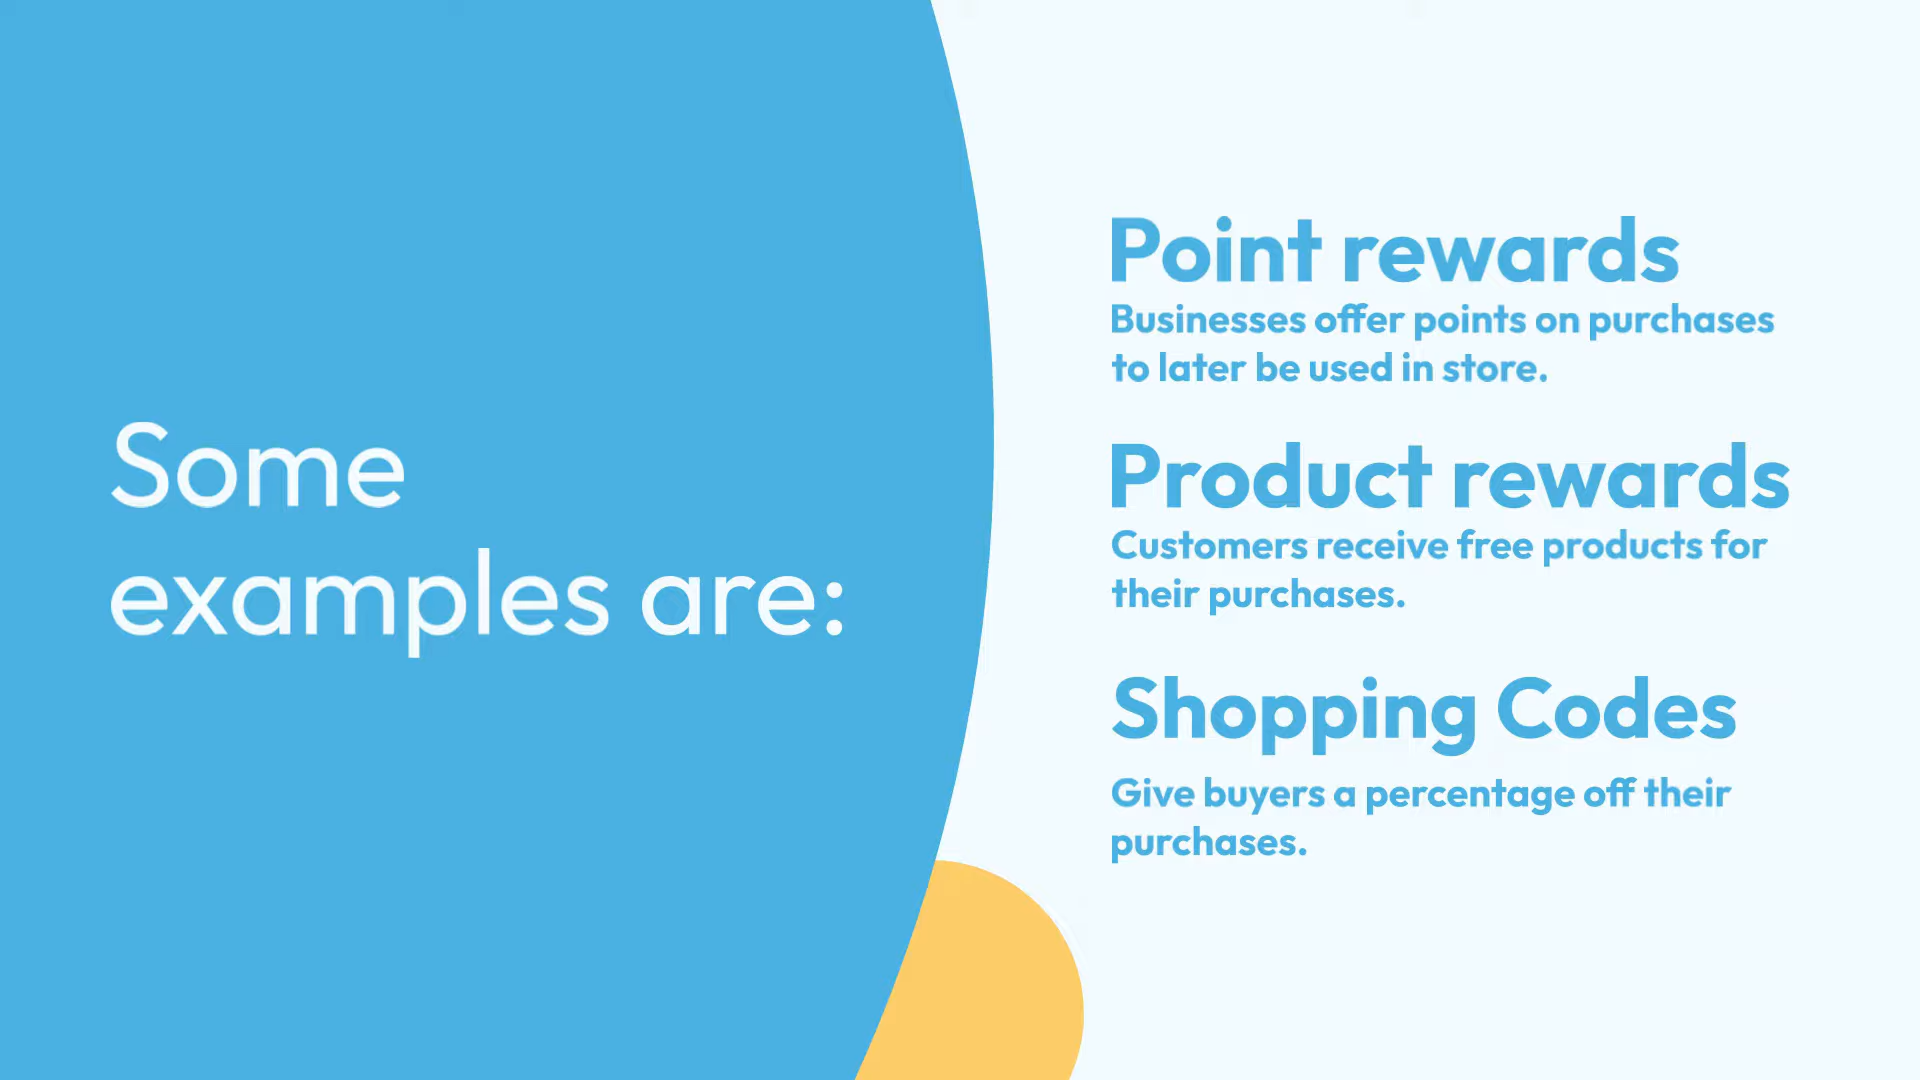 Some
examples are:
Point rewards
Businesses offer points on purchases
to later be used in store.
Product rewards
Customers receive free products for
their purchases.
Shopping Codes
Give buyers a percentage off their
purchases.